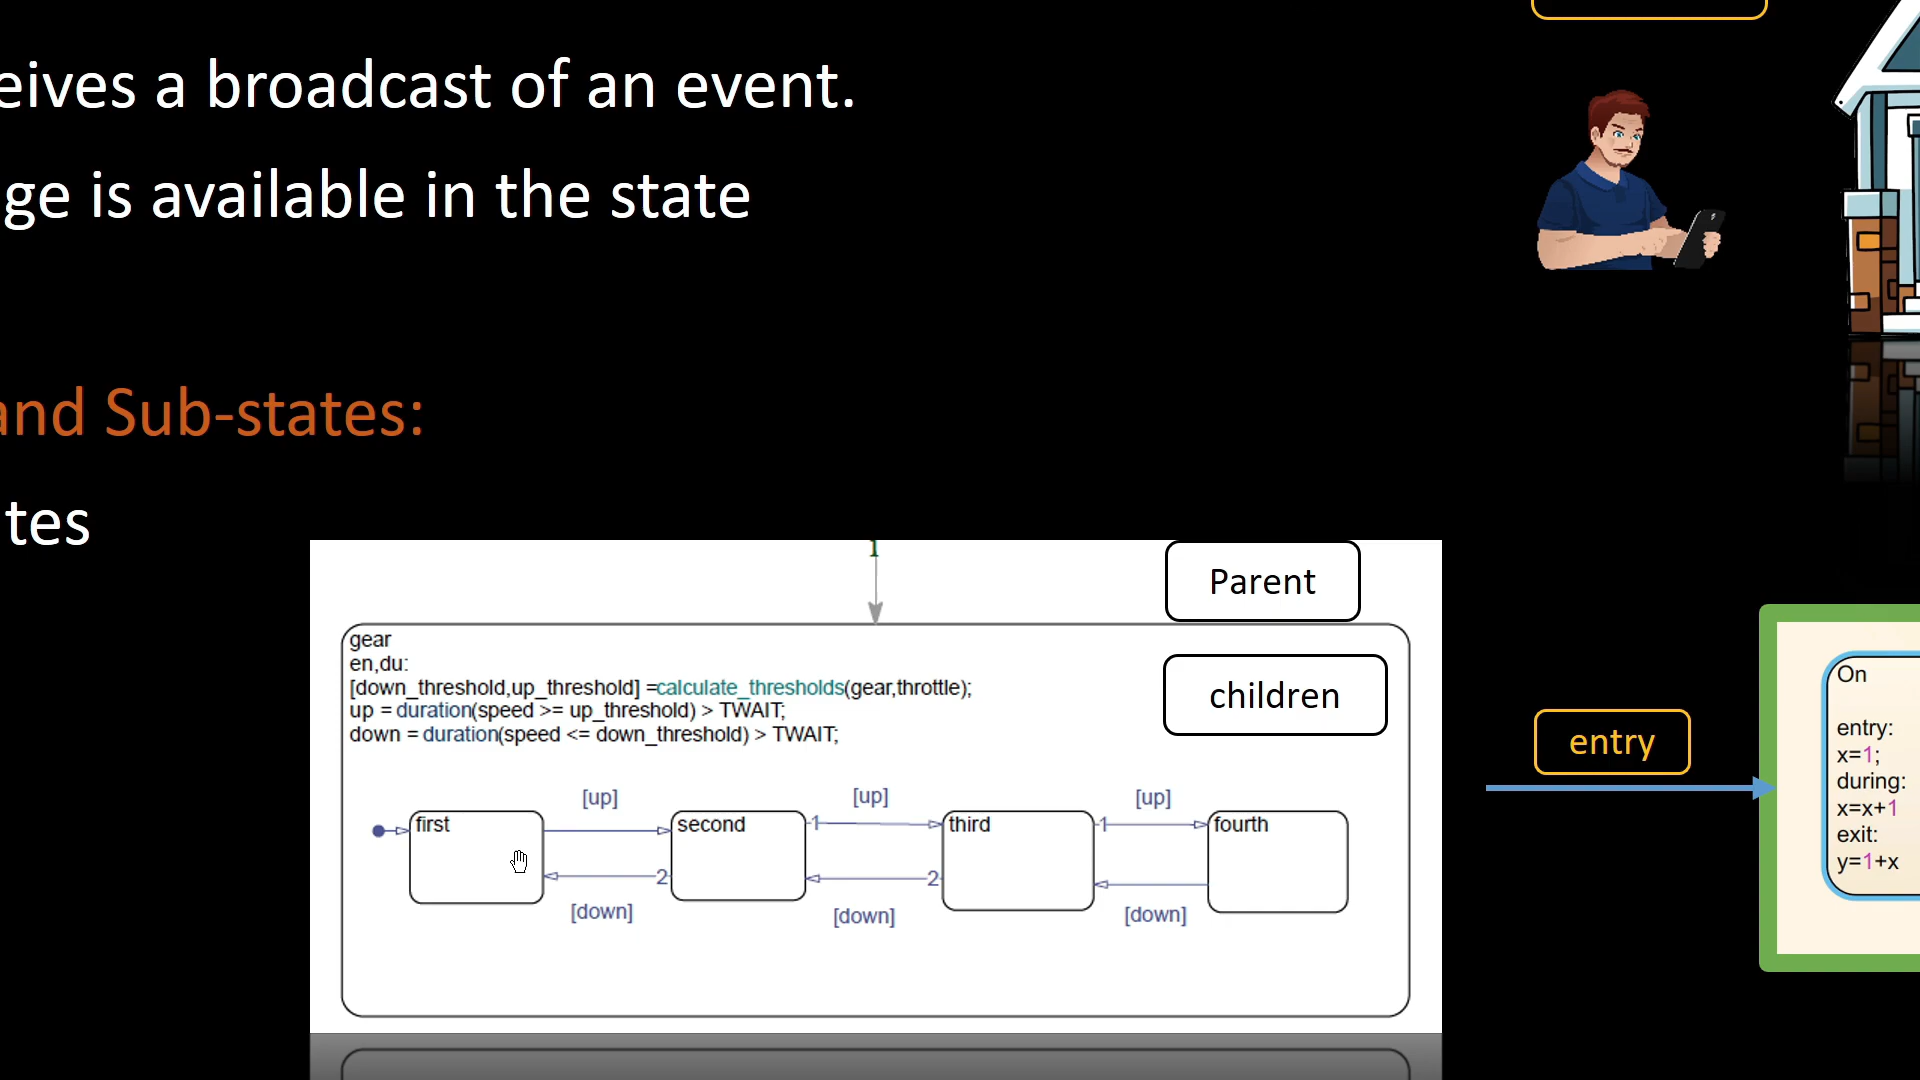 eives a broadcast of an event.
ge is available in the state
and Sub-states:
tes
1
Parent
gear
en,du:
[down_threshold,up_threshold] =calculate_thresholds(gear,throttle);
up = duration(speed >= up_threshold) > TWAIT;
down = duration(speed <= down_threshold) > TWAIT;
children
[up]
[up]
[up]
first
second
1
third
1
fourth
2
2
[down]
[down]
[down]
entry
On
entry:
x=1;
during:
x=x+1
exit:
y=1+x